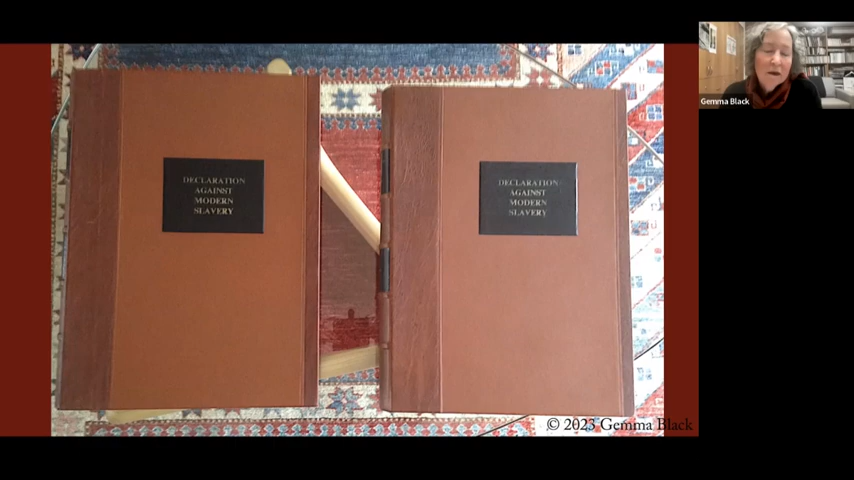 DECLARATION
AGAINST
MODERN
SLAVERY
DECLARATION
AGAINST
MODERN
SLAVERY
© 2023 Gemma Black
Gemma Black